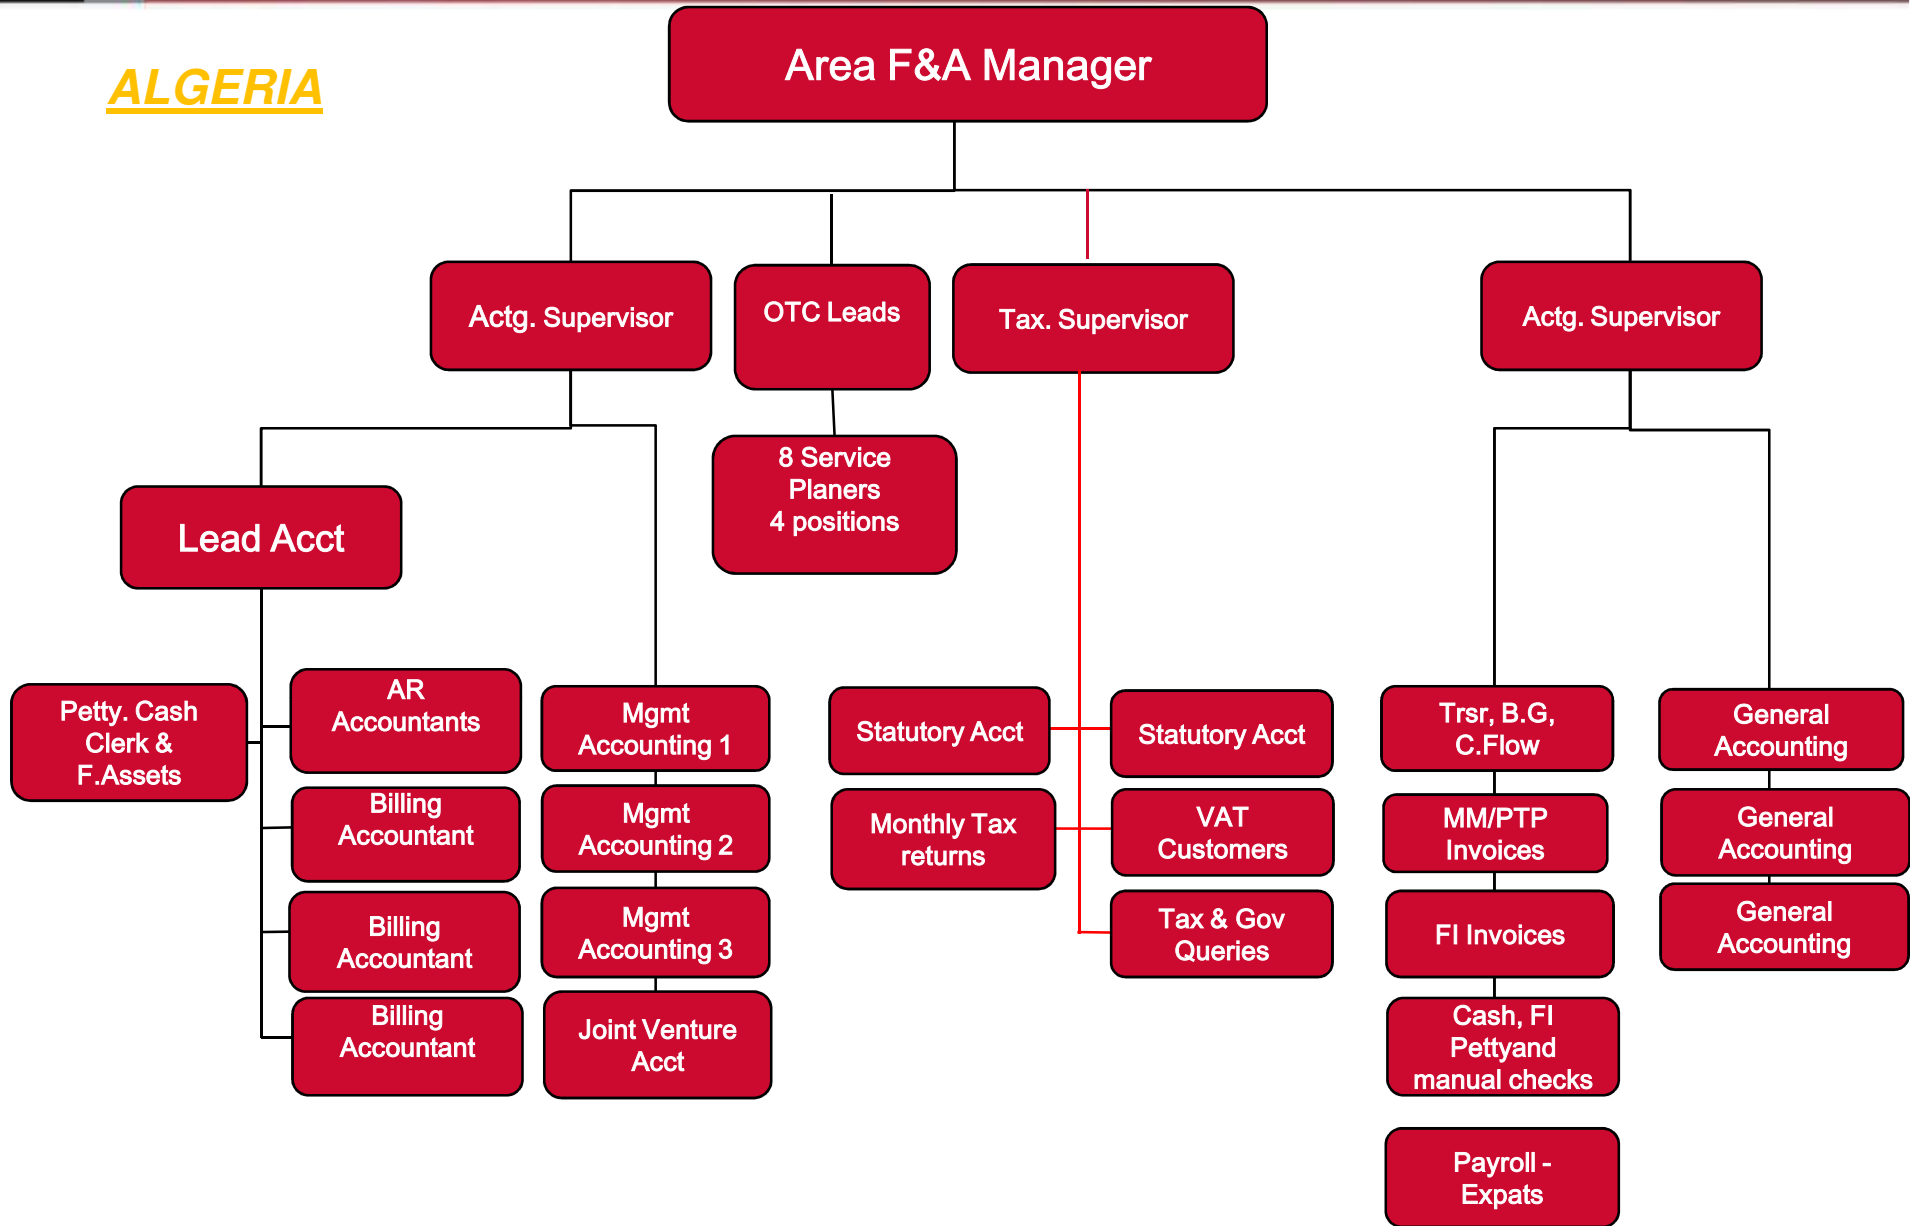 Area F&A Manager
ALGERIA
Actg. Supervisor
OTC Leads
Tax. Supervisor
Actg. Supervisor
8 Service
Planers
4 positions
Lead Acct
Petty. Cash
Clerk &
F.Assets
AR
Accountants
Billing
Accountant
Billing
Accountant
Billing
Accountant
Mgmt
Accounting 1
Mgmt
Accounting 2
Mgmt
Accounting 3
Joint Venture
Acct
Statutory Acct
Monthly Tax
returns
Statutory Acct
VAT
Customers
Tax & Gov
Queries
Trsr, B.G,
C.Flow
MM/PTP
Invoices
FI Invoices
Cash, FI
Pettyand
manual checks
Payroll -
Expats
General
Accounting
General
Accounting
General
Accounting